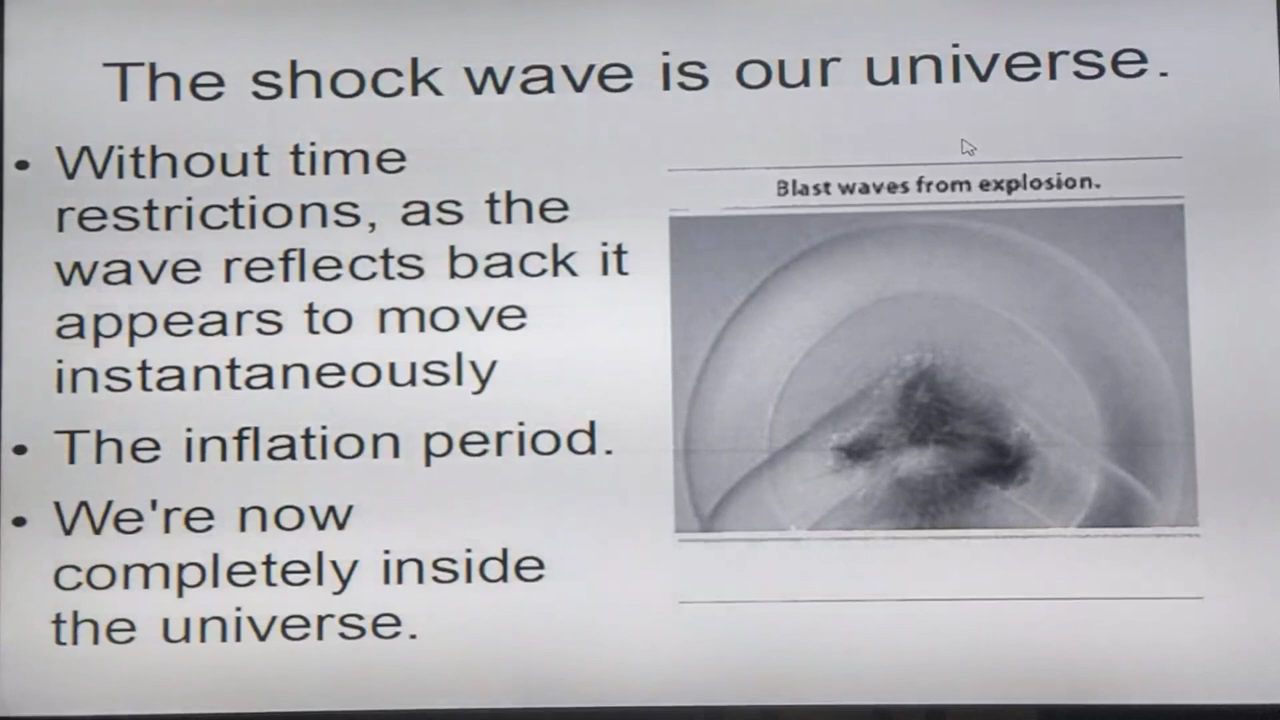 The shock wave is our universe.
• Without time
restrictions, as the
wave reflects back it
appears to move
instantaneously
• The inflation period.
• We're now
completely inside
the universe.
Blast waves from explosion.